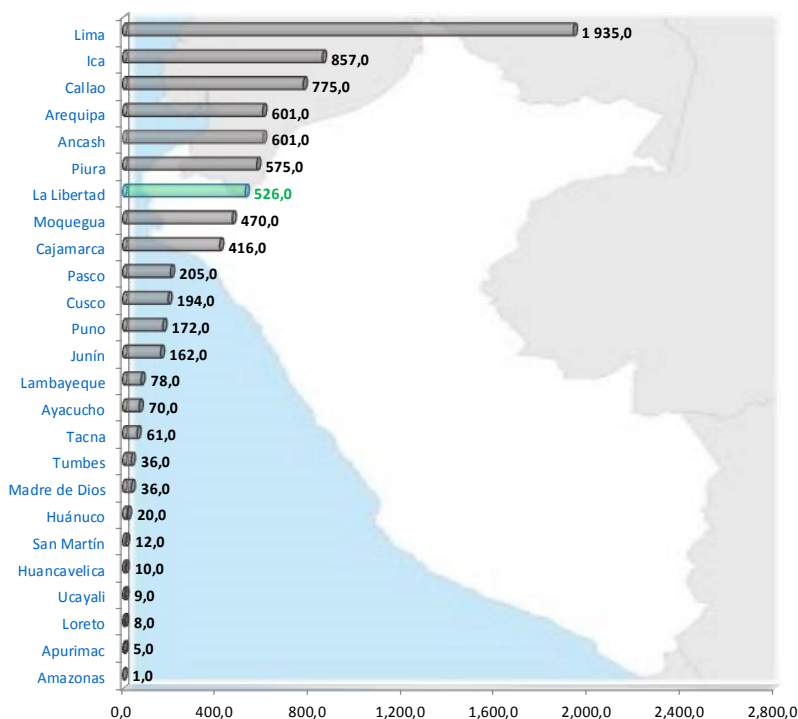 Lima 1 935,0
Ica 857,0
Callao 775,0
Arequipa 601,0
Ancash 601,0
Piura 575,0
La Libertad 526,0
Moquegua 470,0
Cajamarca 416,0
Pasco 205,0
Cusco 194,0
Puno 172,0
Junín 162,0
Lambayeque 78,0
Ayacucho 70,0
Tacna 61,0
Tumbes 36,0
Madre de Dios 36,0
Huánuco 20,0
San Martín 12,0
Huancavelica 10,0
Ucayali 9,0
Loreto 8,0
Apurimac 5,0
Amazonas 1,0
0,0 400,0 800,0 1,200,0 1,600,0 2,000,0 2,400,0 2,800,0